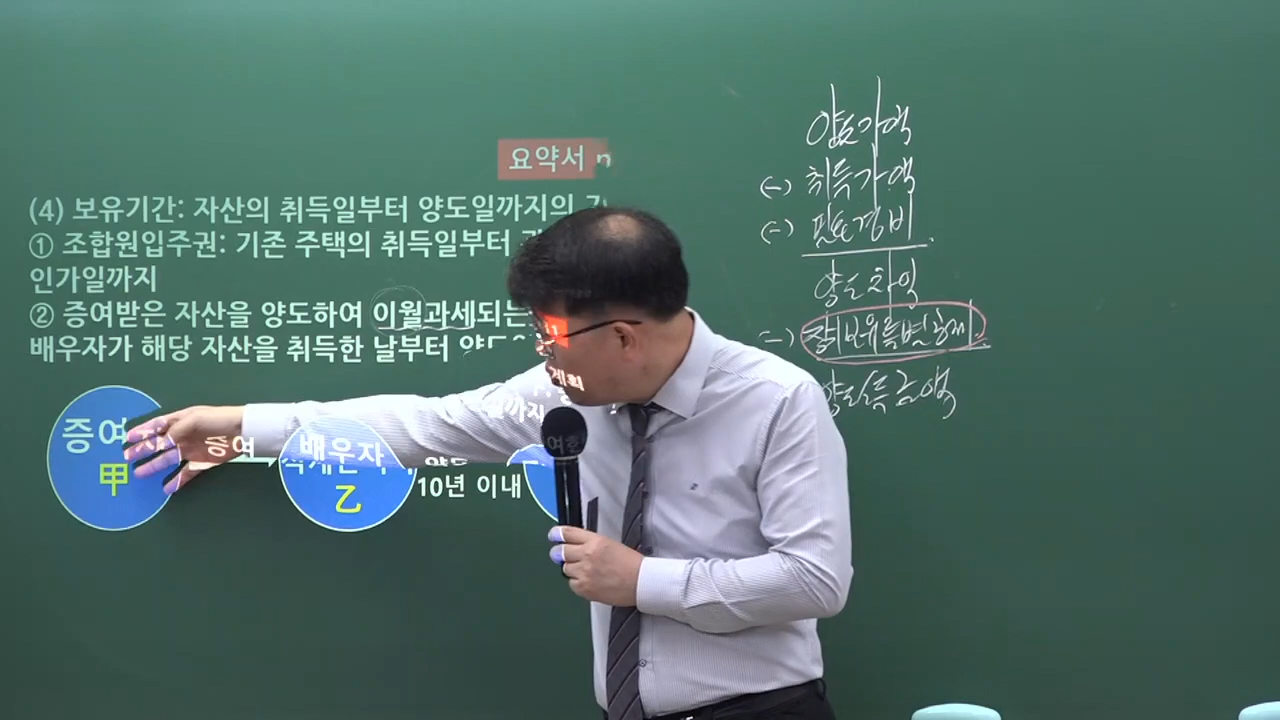 요약서
(4) 보유기간: 자산의 취득일부터 양도일까지의
① 조합원입주권: 기존 주택의 취득일부터
인가일까지
② 증여받은 자산을 양도하여 이월과세되는
배우자가 해당 자산을 취득한 날부터
증여
甲
증여
배우자
乙
10년 이내
양도가액
(-) 취득가액
(-) 필요경비
양도차익
(-) 장기보유특별공제
양도소득금액